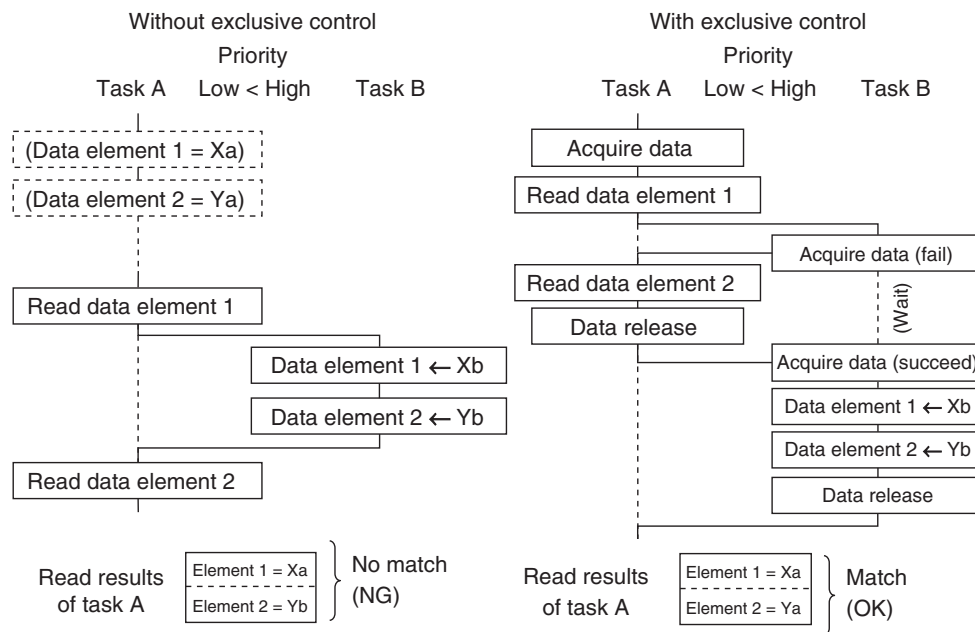 Without exclusive control
Priority
Task A Low < High Task B
(Data element 1 = Xa)
(Data element 2 = Ya)
Read data element 1
Data element 1 ← Xb
Data element 2 ← Yb
Read data element 2
Read results
of task A
Element 1 = Xa
Element 2 = Yb
No match
(NG)
With exclusive control
Priority
Task A Low < High Task B
Acquire data
Read data element 1
Acquire data (fail)
Read data element 2
(Wait)
Data release
Acquire data (succeed)
Data element 1 ← Xb
Data element 2 ← Yb
Data release
Read results
of task A
Element 1 = Xa
Element 2 = Ya
Match
(OK)